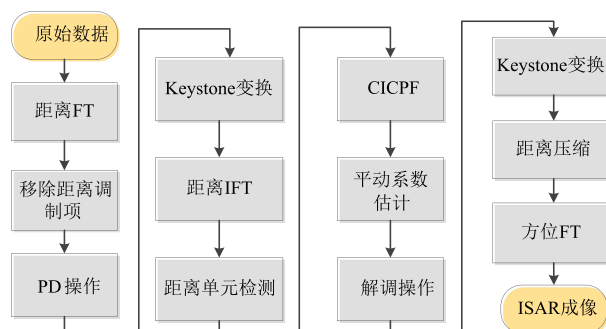 原始数据
距离FT
移除距离调
制项
PD操作
Keystone变换
距离IFT
距离单元检测
CICPF
平动系数
估计
解调操作
Keystone变换
距离压缩
方位FT
ISAR成像